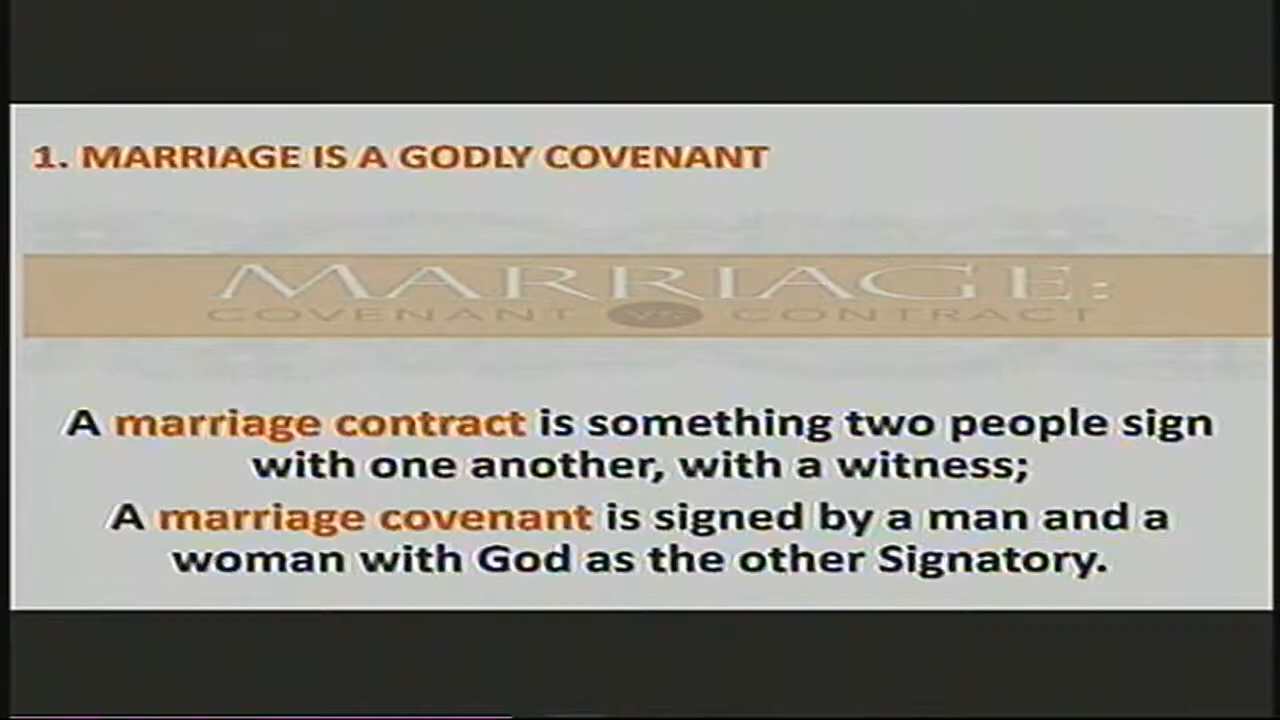 1. MARRIAGE IS A GODLY COVENANT
MARRIAGE:
COVENANT VS. CONTRACT
A marriage contract is something two people sign
with one another, with a witness;
A marriage covenant is signed by a man and a
woman with God as the other Signatory.